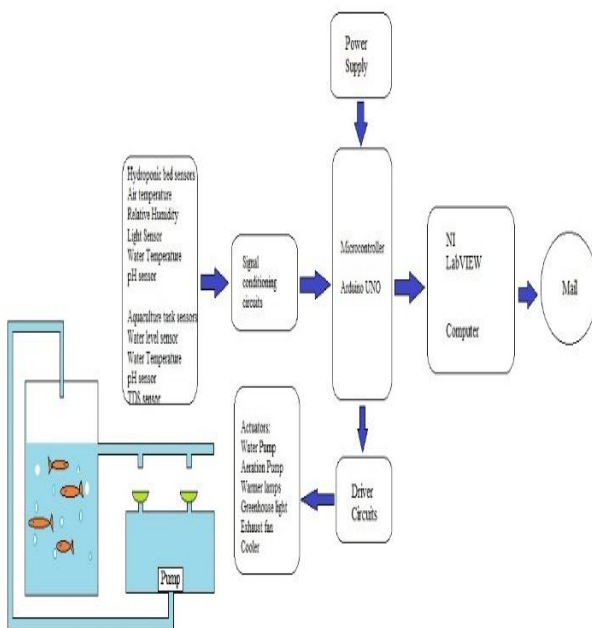 Power
Supply
Hydroponic bed sensors
Air temperature
Relative Humidity
Light Sensor
Water Temperature
pH sensor
Aquaculture tank sensors
Water level sensor
Water Temperature
pH sensor
TDS sensor
Signal
conditioning
circuits
Microcontroller
Arduino UNO
NI
LabVIEW
Computer
Mail
Actuators:
Water Pump
Aeration Pump
Warmer lamps
Greenhouse light
Exhaust fan
Cooler
Driver
Circuits
Pump